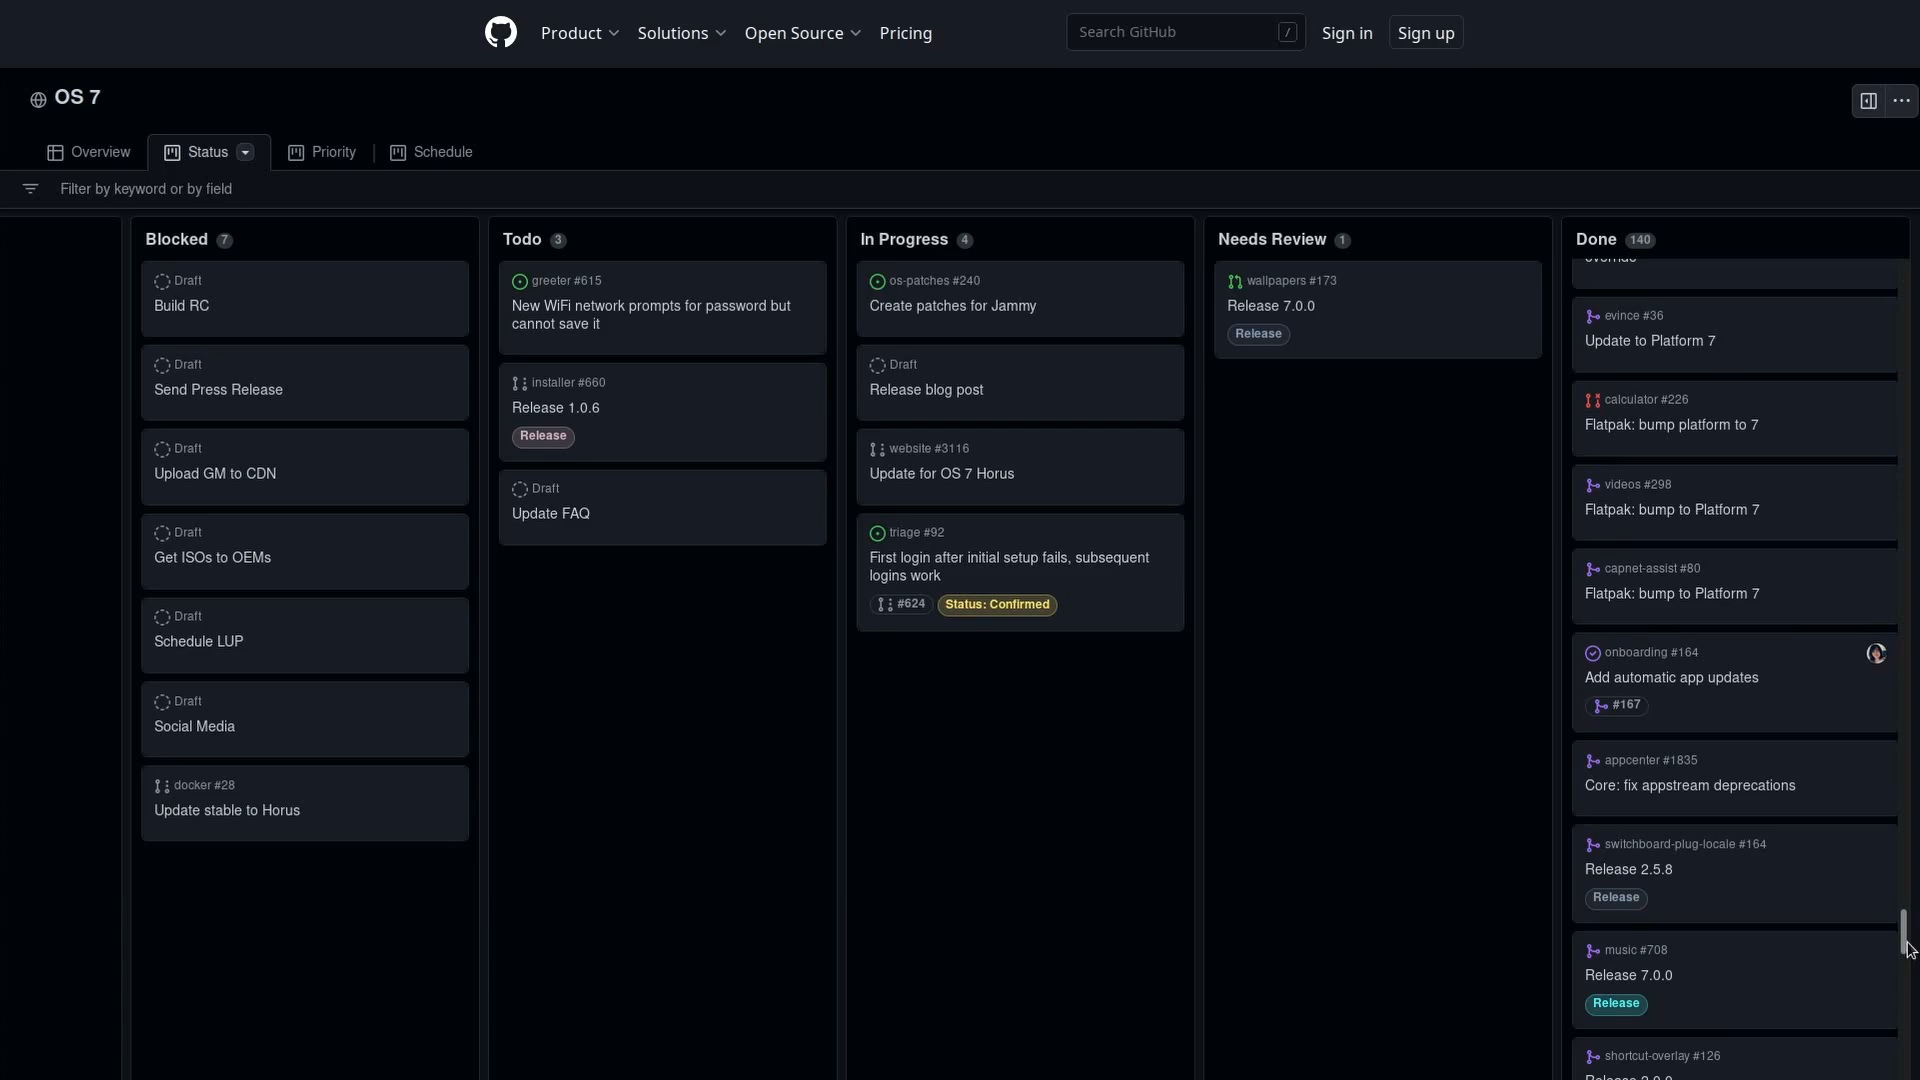 Product
Solutions
Open Source
Pricing
Search GitHub
/
Sign in
Sign up
OS 7
Overview
Status
Priority
Schedule
Filter by keyword or by field
Blocked 7
Draft
Build RC
Draft
Send Press Release
Draft
Upload GM to CDN
Draft
Get ISOs to OEMs
Draft
Schedule LUP
Draft
Social Media
docker #28
Update stable to Horus
Todo 3
greeter #615
New WiFi network prompts for password but
cannot save it
installer #660
Release 1.0.6
Release
Draft
Update FAQ
In Progress 4
os-patches #240
Create patches for Jammy
Draft
Release blog post
website #3116
Update for OS 7 Horus
triage #92
First login after initial setup fails, subsequent
logins work
#624 Status: Confirmed
Needs Review 1
wallpapers #173
Release 7.0.0
Release
Done 140
override
evince #36
Update to Platform 7
calculator #226
Flatpak: bump platform to 7
videos #298
Flatpak: bump to Platform 7
capnet-assist #80
Flatpak: bump to Platform 7
onboarding #164
Add automatic app updates
#167
appcenter #1835
Core: fix appstream deprecations
switchboard-plug-locale #164
Release 2.5.8
Release
music #708
Release 7.0.0
Release
shortcut-overlay #126
Release